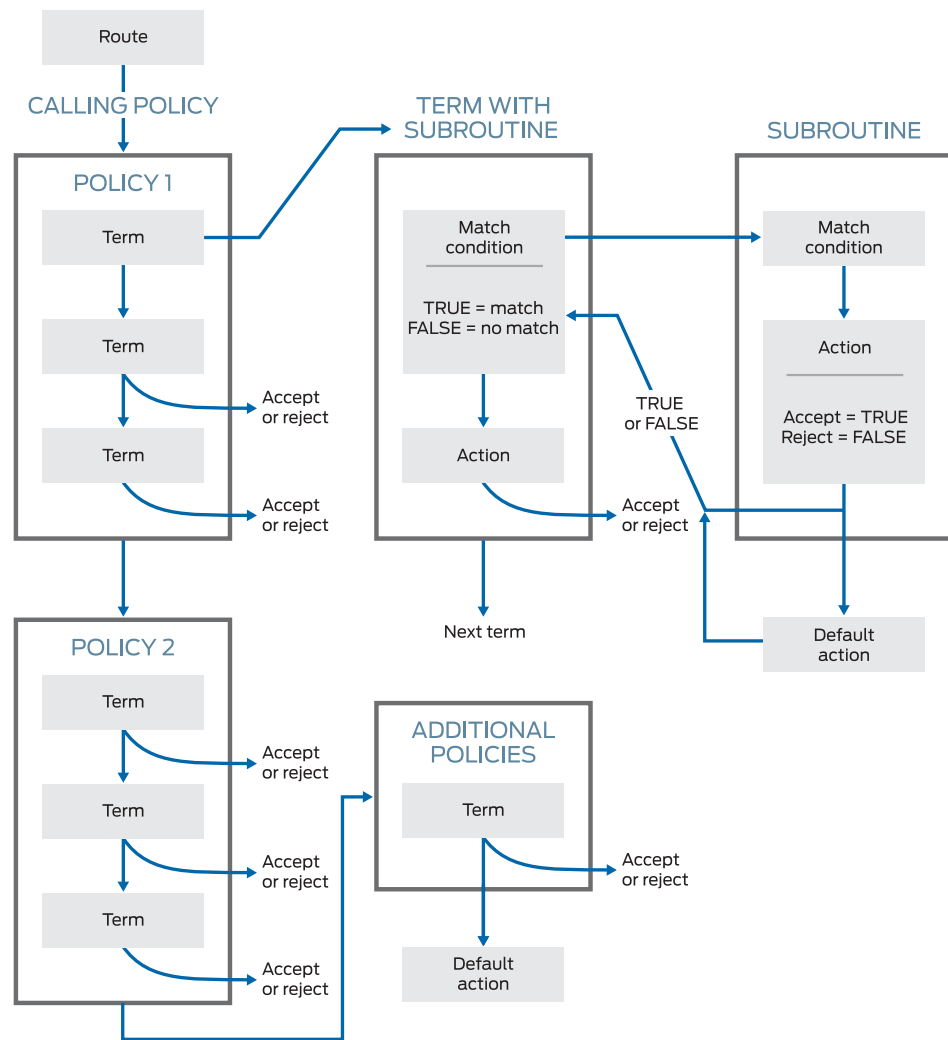 Route
CALLING POLICY
POLICY 1
Term
Term
Accept
or reject
Term
Accept
or reject
TERM WITH
SUBROUTINE
Match
condition
TRUE = match
FALSE = no match
Action
Accept
or reject
Next term
TRUE
or FALSE
SUBROUTINE
Match
condition
Action
Accept = TRUE
Reject = FALSE
Default
action
POLICY 2
Term
Accept
or reject
Term
Accept
or reject
Term
Accept
or reject
ADDITIONAL
POLICIES
Term
Accept
or reject
Default
action